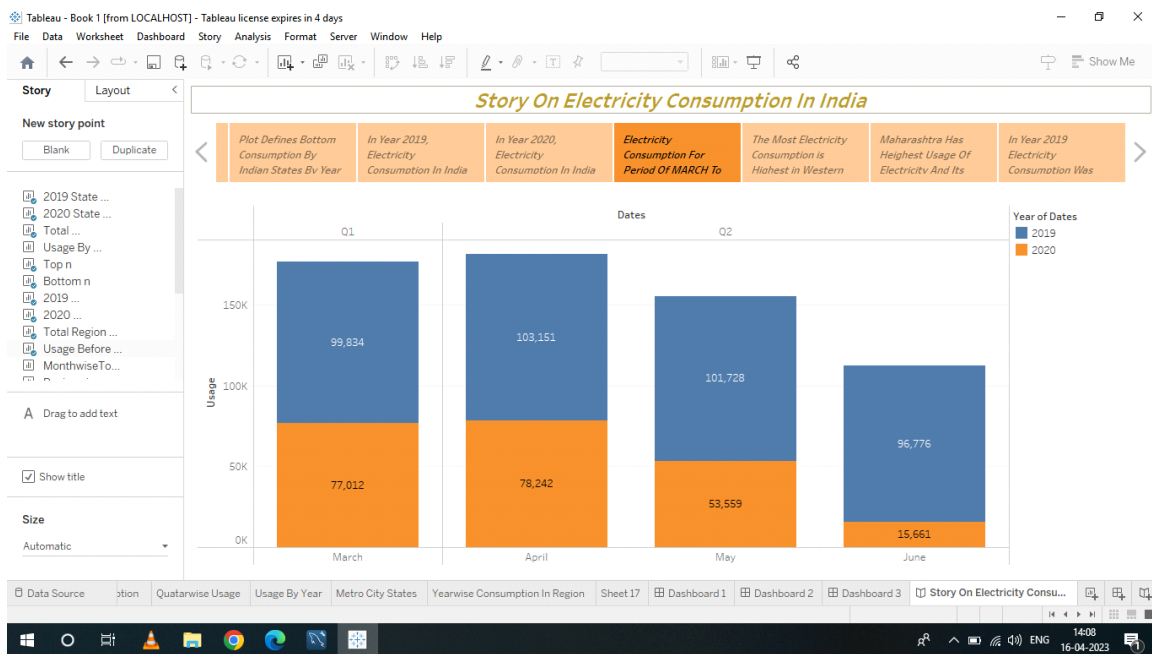 Tableau - Book 1 [from LOCALHOST] - Tableau license expires in 4 days
File Data Worksheet Dashboard Story Analysis Format Server Window Help
Show Me
Story Layout
New story point
Blank Duplicate
2019 State ...
2020 State ...
Total ...
Usage By ...
Top n
Bottom n
2019 ...
2020 ...
Total Region ...
Usage Before ...
MonthwiseTo...
A Drag to add text
Show title
Size
Automatic
Story On Electricity Consumption In India
Plot Defines Bottom
Consumption By
Indian States By Year
In Year 2019,
Electricity
Consumption In India
In Year 2020,
Electricity
Consumption In India
Electricity
Consumption For
Period Of MARCH To
The Most Electricity
Consumption is
Highest in Western
Maharashtra Has
Heighest Usage Of
Electricity And Its
In Year 2019
Electricity
Consumption Was
Dates
Q1 Q2
Year of Dates
2019
2020
Usage
150K
100K
50K
0K
99,834
77,012
103,151
78,242
101,728
53,559
96,776
15,661
March April May June
Data Source ption Quatarwise Usage Usage By Year Metro City States Yearwise Consumption In Region Sheet 17 Dashboard 1 Dashboard 2 Dashboard 3 Story On Electricity Consu...
ENG
14:08
16-04-2023
1